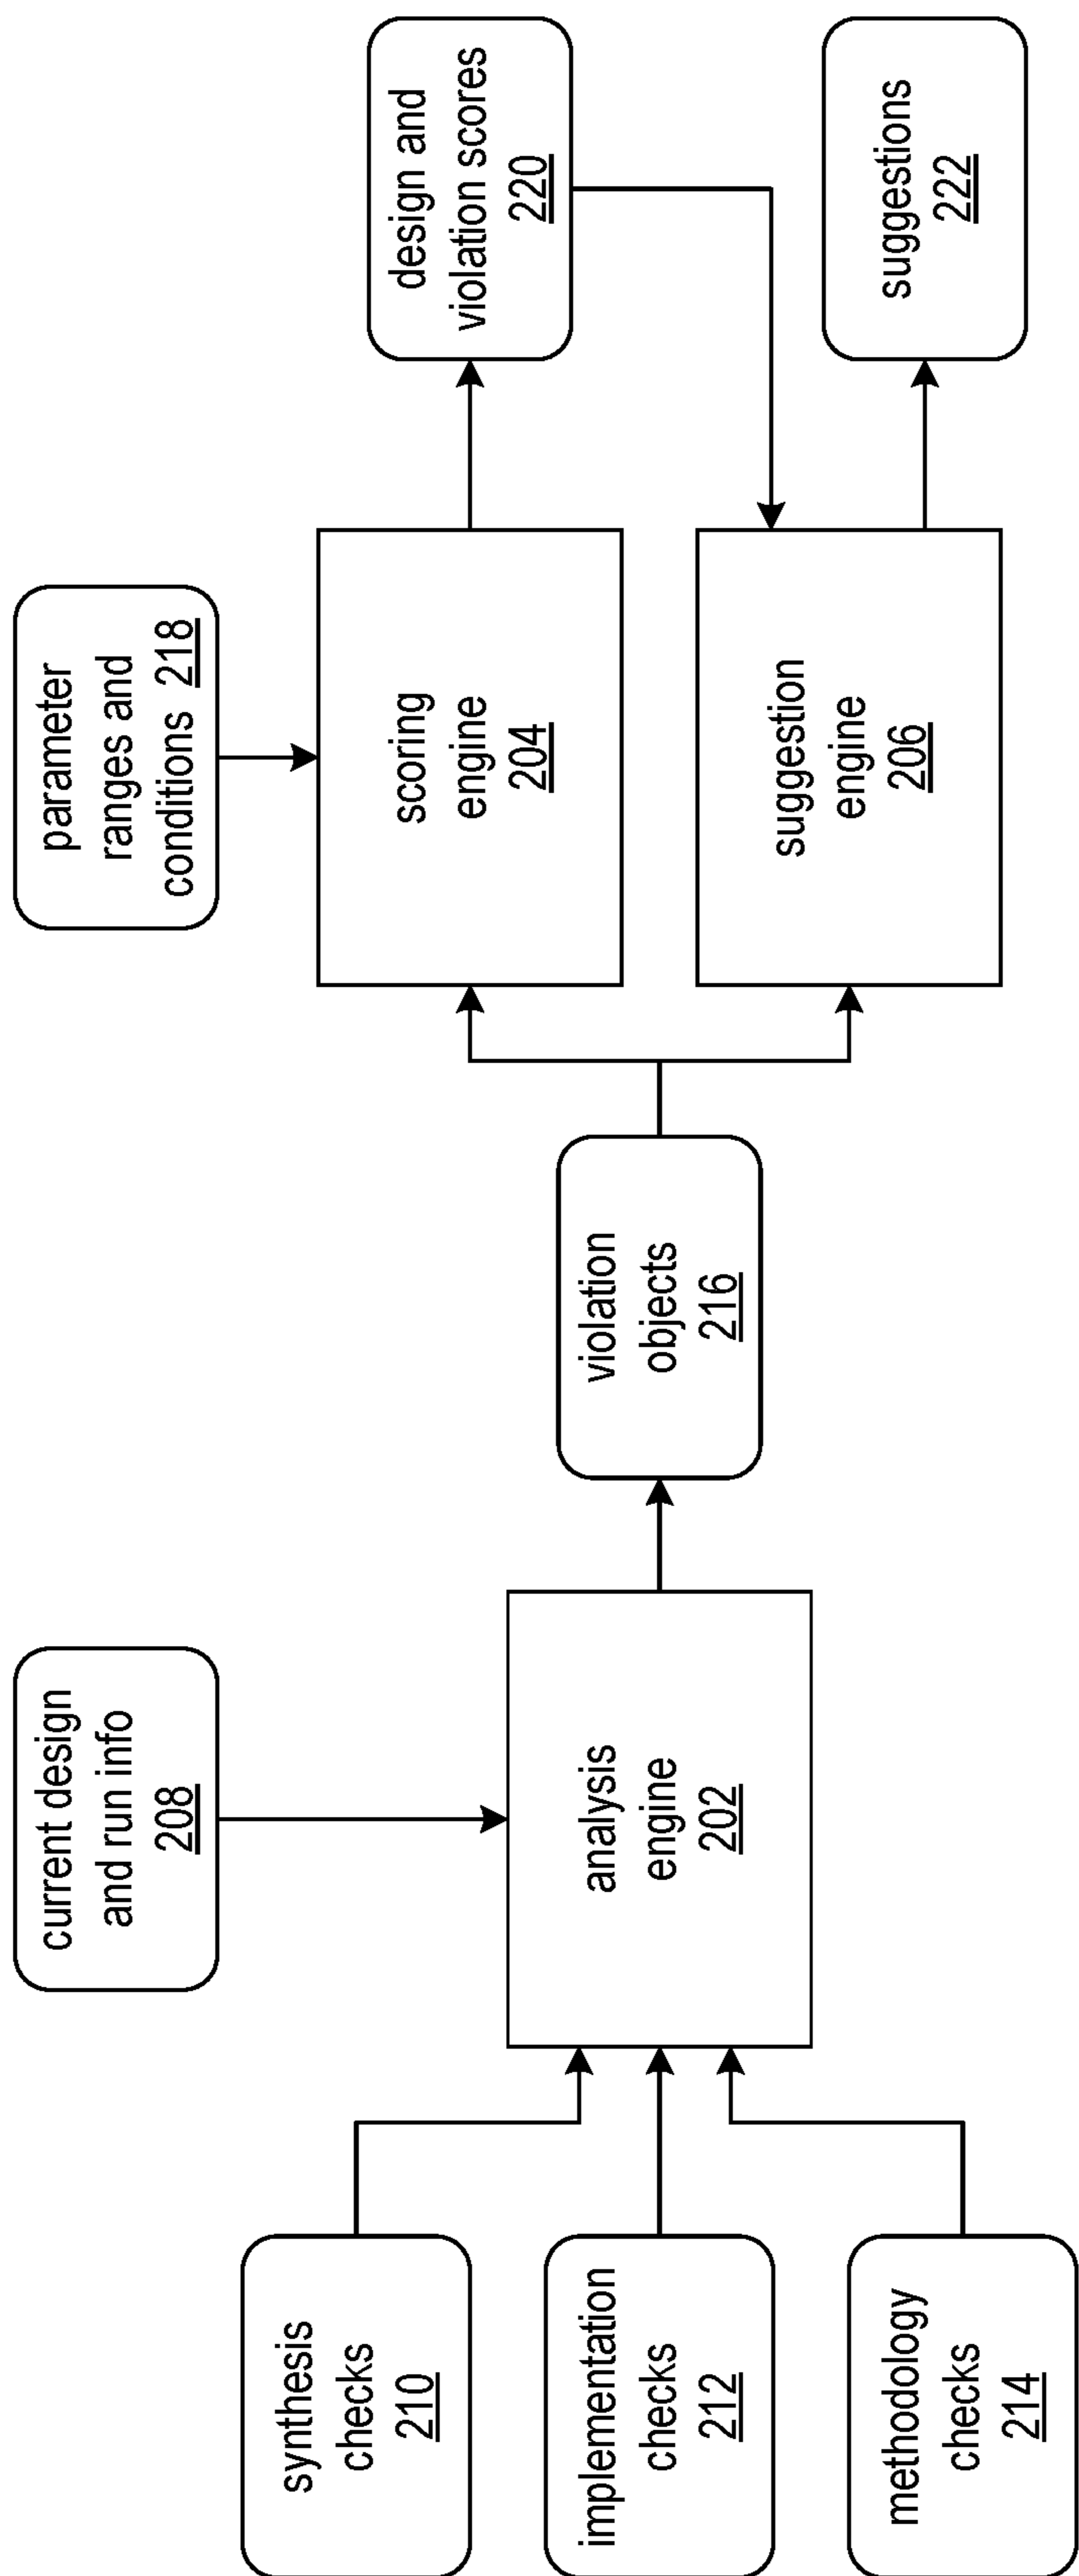 current design
and run info
208
parameter
ranges and
conditions 218
synthesis
checks
210
implementation
checks
212
methodology
checks
214
analysis
engine
202
violation
objects
216
scoring
engine
204
suggestion
engine
206
design and
violation scores
220
suggestions
222